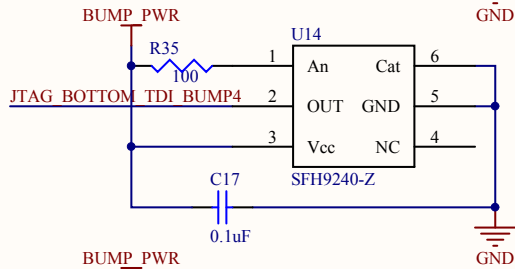 BUMP_PWR
GND
U14
R35
100
1
An
Cat
6
JTAG_BOTTOM_TDI_BUMP4
2
OUT
GND
5
3
Vcc
NC
4
SFH9240-Z
C17
0.1uF
BUMP_PWR
GND